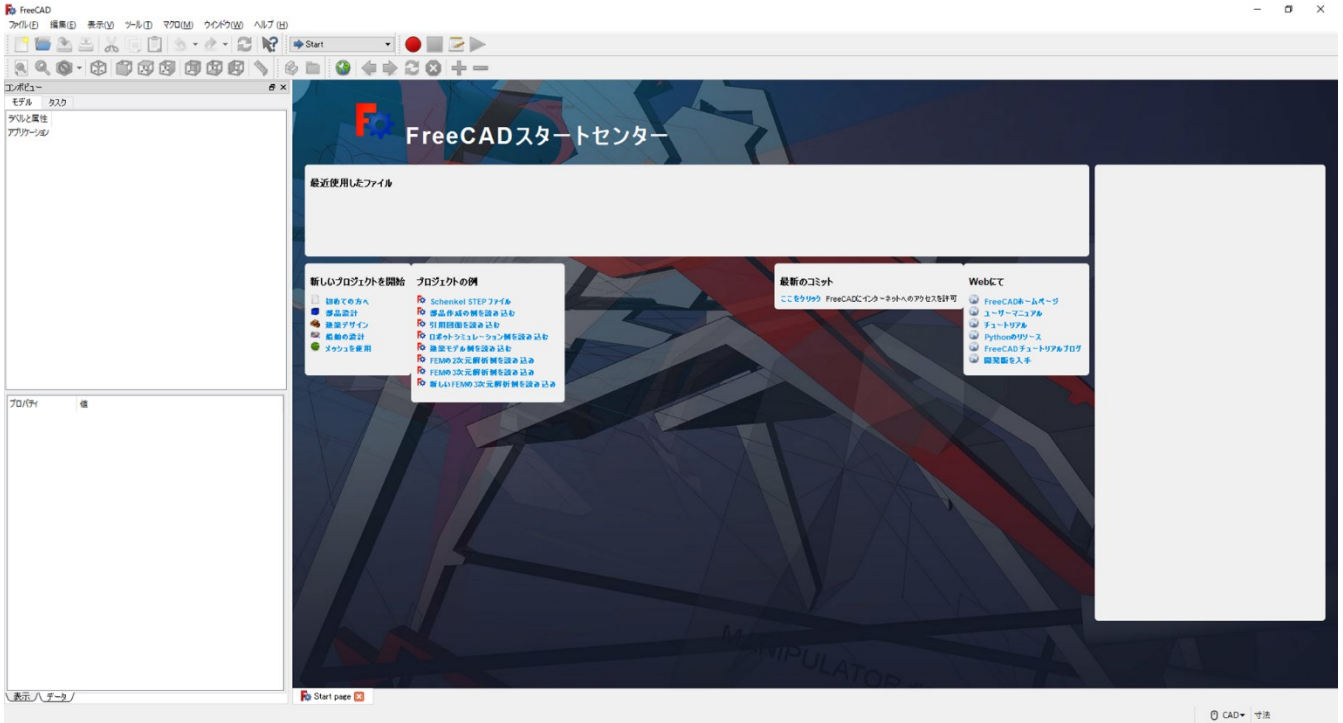 FreeCAD
ファイル(F) 編集(E) 表示(V) ツール(T) マクロ(M) ウインドウ(W) ヘルプ(H)
Start
コンボビュー
モデル タスク
ラベルと属性
アプリケーション
FreeCADスタートセンター
最近使用したファイル
新しいプロジェクトを開始
初めての方へ
部品設計
建築デザイン
船舶の設計
メッシュを使用
プロジェクトの例
Schenkel STEPファイル
部品作成の例を読み込む
引用図面を読み込む
ロボットシミュレーション例を読み込む
建築モデル例を読み込む
FEMの2次元解析例を読み込み
FEMの3次元解析例を読み込み
新しいFEMの3次元解析例を読み込み
最新のコミット
ここをクリック FreeCADにインターネットへのアクセスを許可
Webにて
FreeCADホームページ
ユーザーマニュアル
チュートリアル
Pythonのリソース
FreeCADチュートリアルブログ
開発版を入手
プロパティ 値
MANIPULATOR
表示 データ
Start page
CAD 寸法